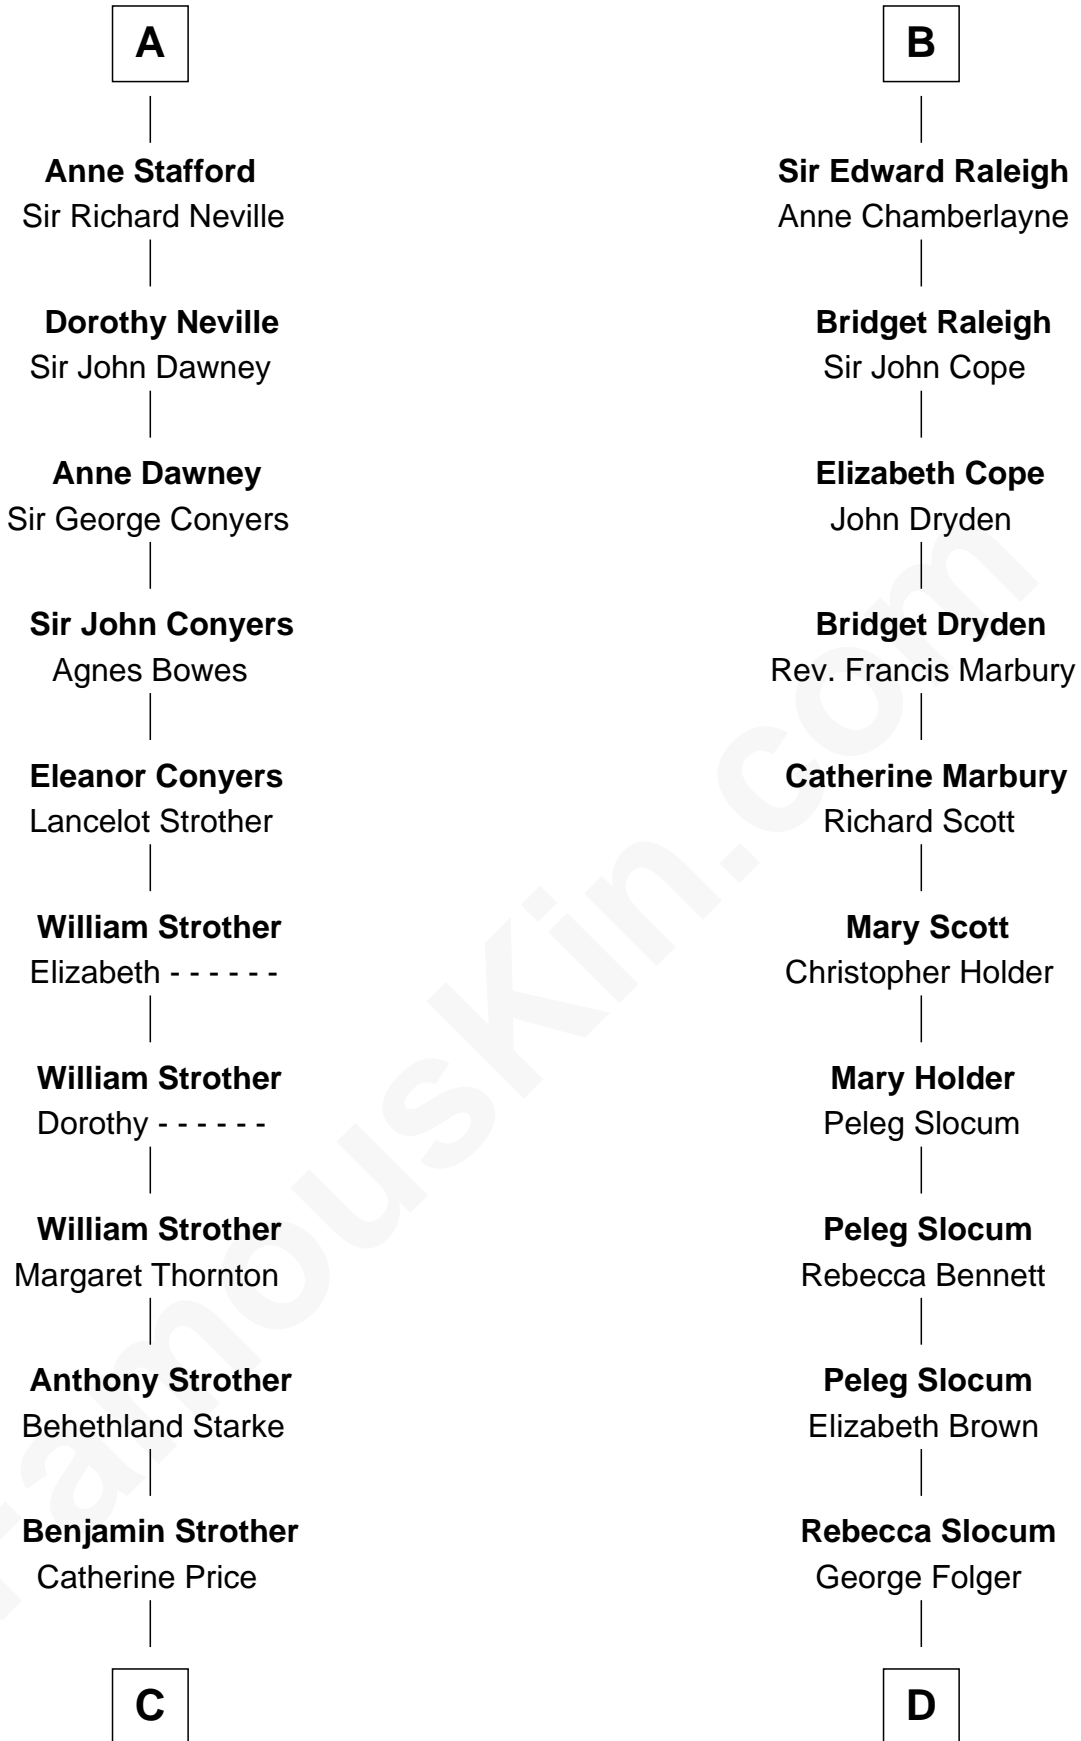 A
Anne Stafford
Sir Richard Neville
Dorothy Neville
Sir John Dawney
Anne Dawney
Sir George Conyers
Sir John Conyers
Agnes Bowes
Eleanor Conyers
Lancelot Strother
William Strother
Elizabeth - - - - - -
William Strother
Dorothy - - - - - -
William Strother
Margaret Thornton
Anthony Strother
Behethland Starke
Benjamin Strother
Catherine Price
C
B
Sir Edward Raleigh
Anne Chamberlayne
Bridget Raleigh
Sir John Cope
Elizabeth Cope
John Dryden
Bridget Dryden
Rev. Francis Marbury
Catherine Marbury
Richard Scott
Mary Scott
Christopher Holder
Mary Holder
Peleg Slocum
Peleg Slocum
Rebecca Bennett
Peleg Slocum
Elizabeth Brown
Rebecca Slocum
George Folger
D
FamousKin.com